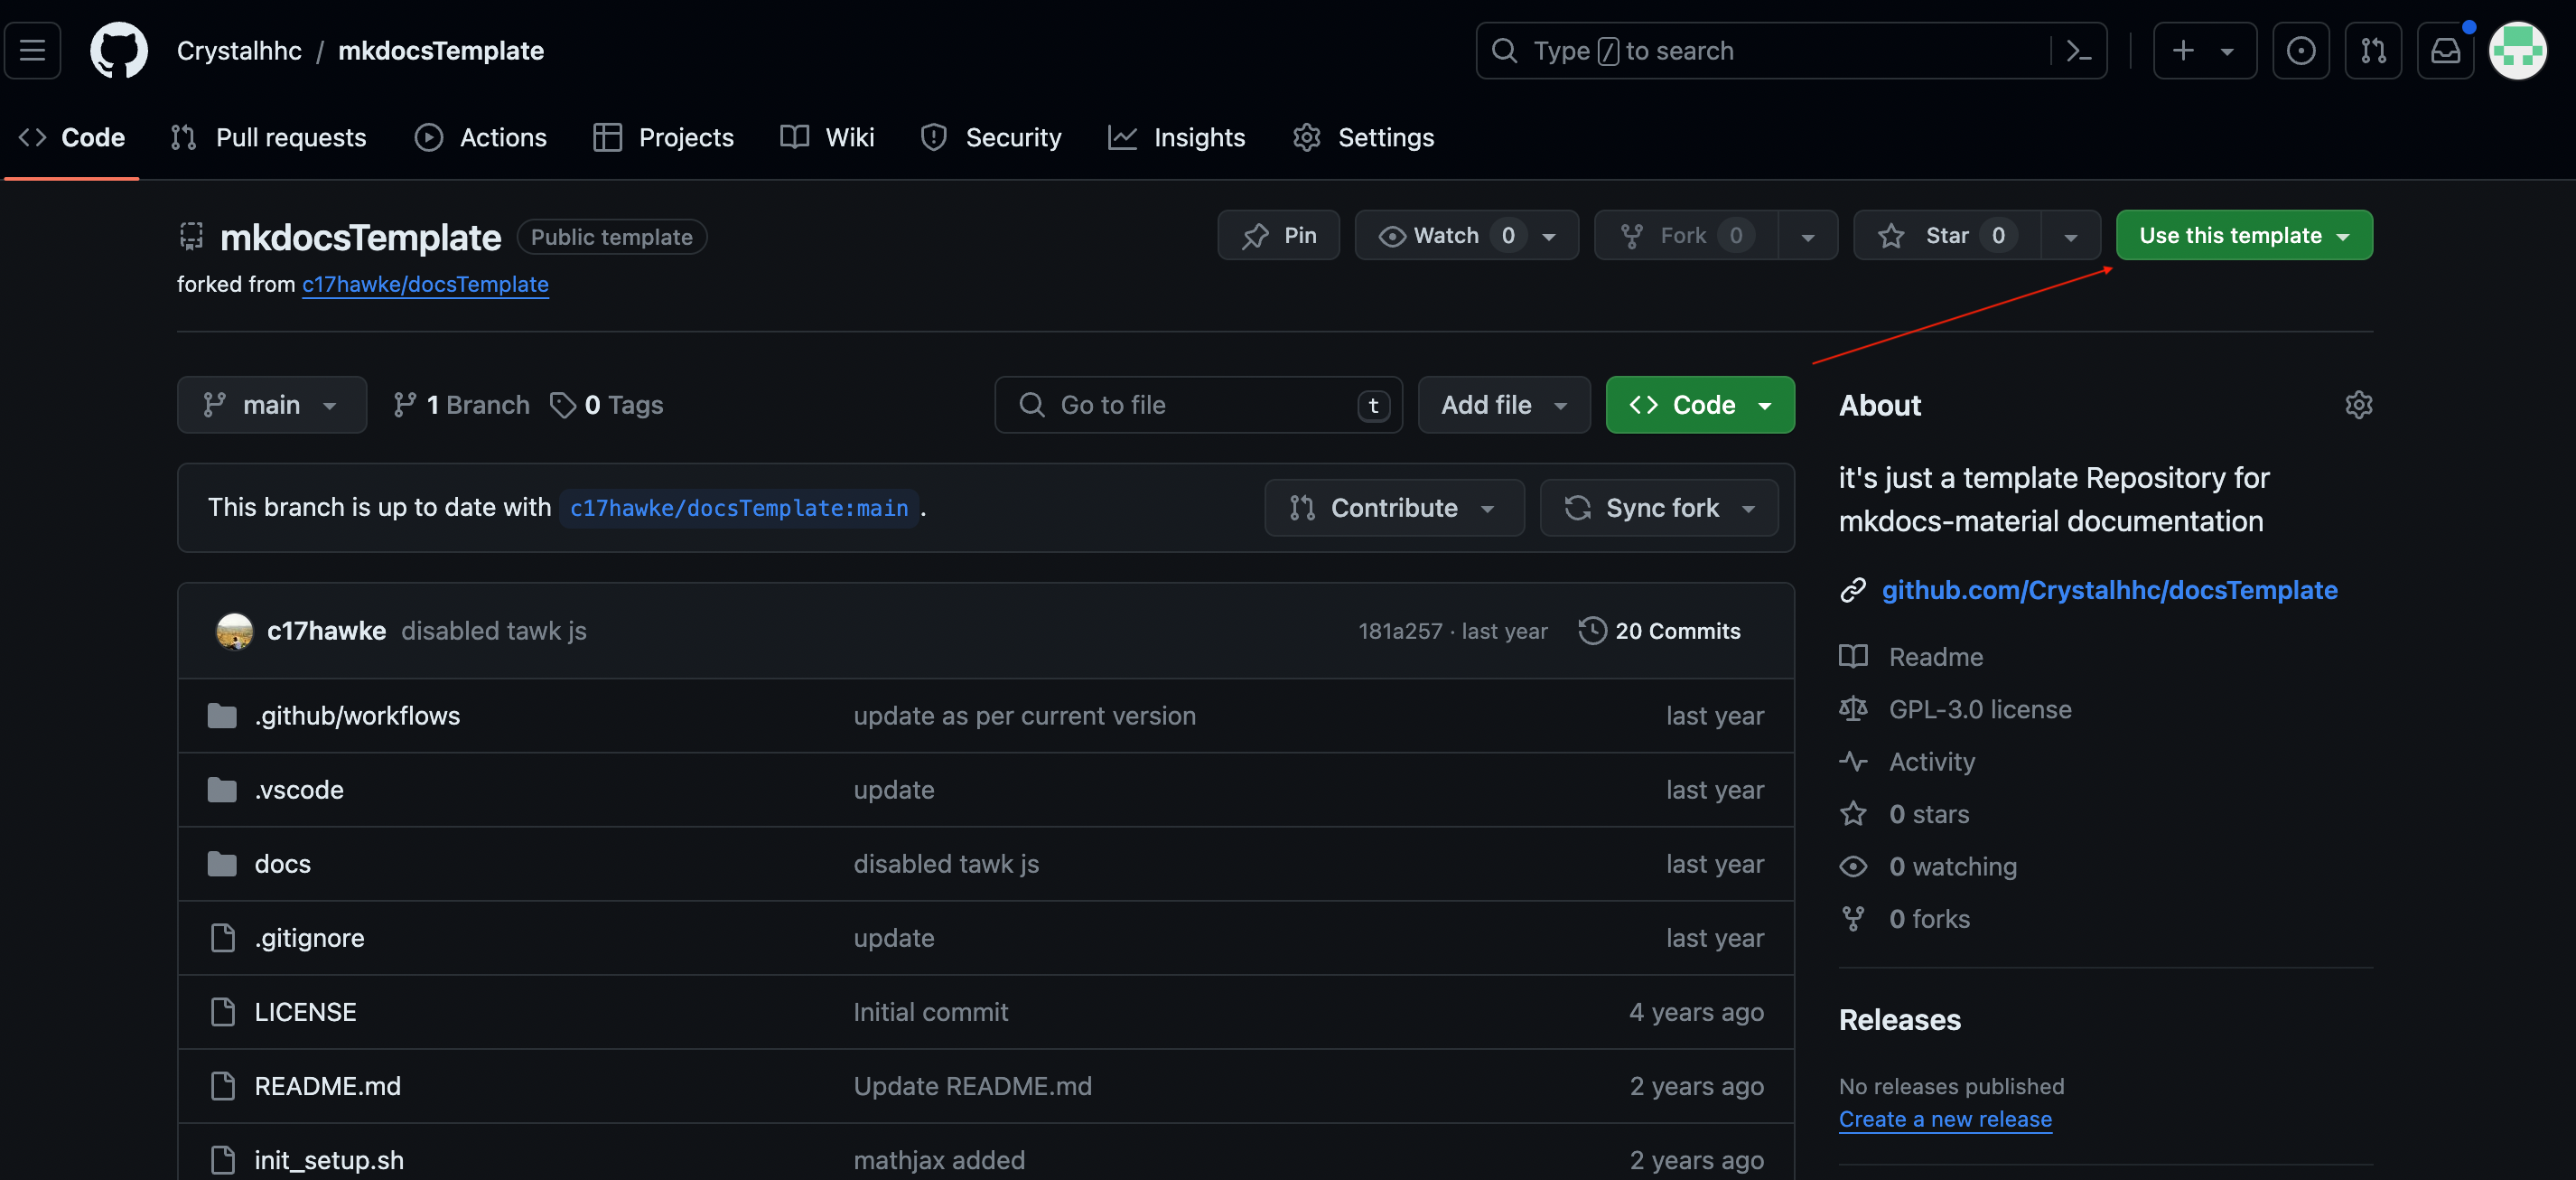 Crystalhhc / mkdocsTemplate
Type / to search
Code
Pull requests
Actions
Projects
Wiki
Security
Insights
Settings
mkdocsTemplate Public template
Pin
Watch 0
Fork 0
Star 0
Use this template
forked from c17hawke/docsTemplate
main
1 Branch
0 Tags
Go to file t
Add file
Code
This branch is up to date with c17hawke/docsTemplate:main .
Contribute
Sync fork
c17hawke disabled tawk js 181a257 · last year 20 Commits
.github/workflows update as per current version last year
.vscode update last year
docs disabled tawk js last year
.gitignore update last year
LICENSE Initial commit 4 years ago
README.md Update README.md 2 years ago
init_setup.sh mathjax added 2 years ago
About
it's just a template Repository for
mkdocs-material documentation
github.com/Crystalhhc/docsTemplate
Readme
GPL-3.0 license
Activity
0 stars
0 watching
0 forks
Releases
No releases published
Create a new release